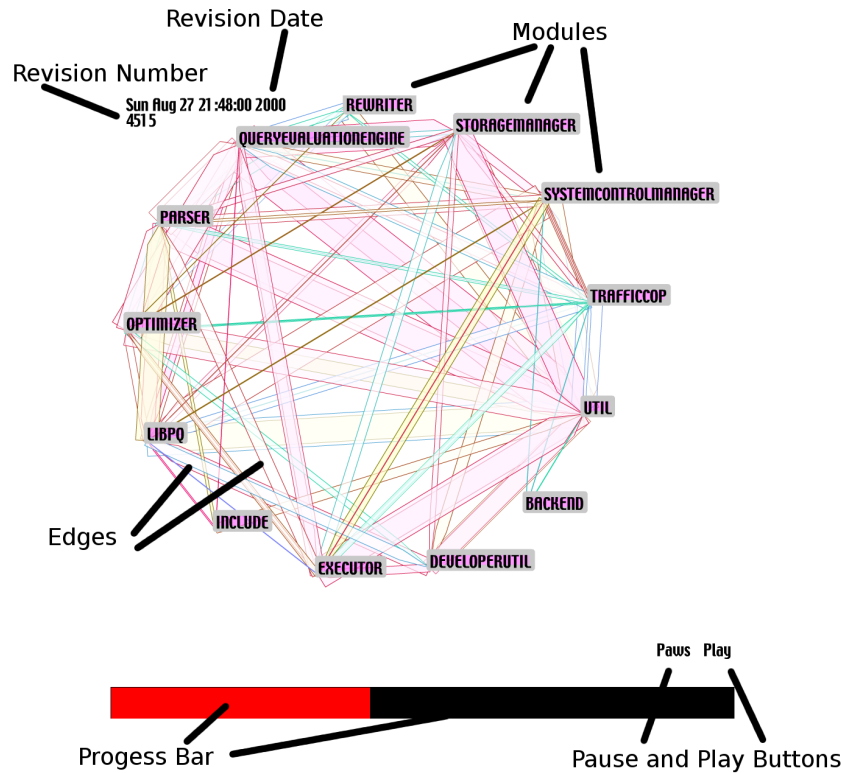 Revision Date
Modules
Revision Number
Sun Aug 27 21:48:00 2000
4515
REWRITER
QUERYEVALUATIONENGINE
STORAGEMANAGER
SYSTEMCONTROLMANAGER
PARSER
TRAFFICCOP
OPTIMIZER
UTIL
LIBPQ
BACKEND
INCLUDE
Edges
EXECUTOR
DEVELOPERUTIL
Paws Play
Progess Bar
Pause and Play Buttons